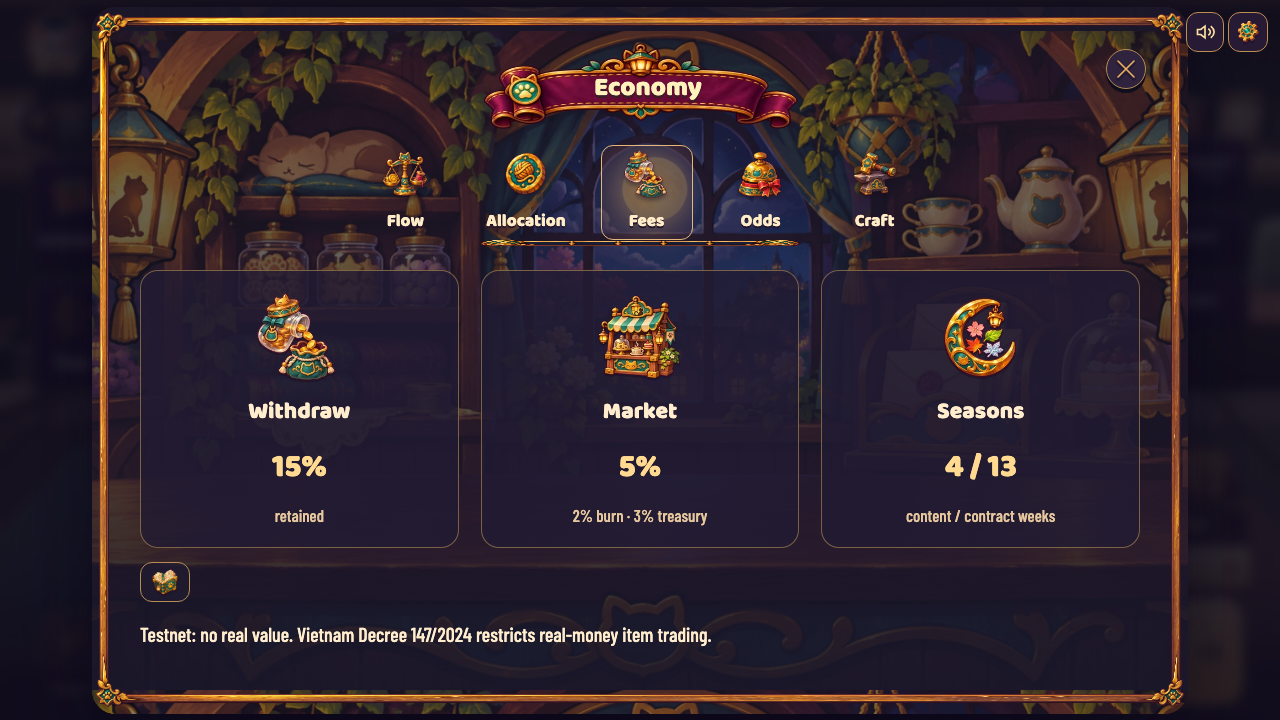 Economy
Flow
Allocation
Fees
Odds
Craft
Withdraw
15%
retained
Market
5%
2% burn · 3% treasury
Seasons
4 / 13
content / contract weeks
Testnet: no real value. Vietnam Decree 147/2024 restricts real-money item trading.